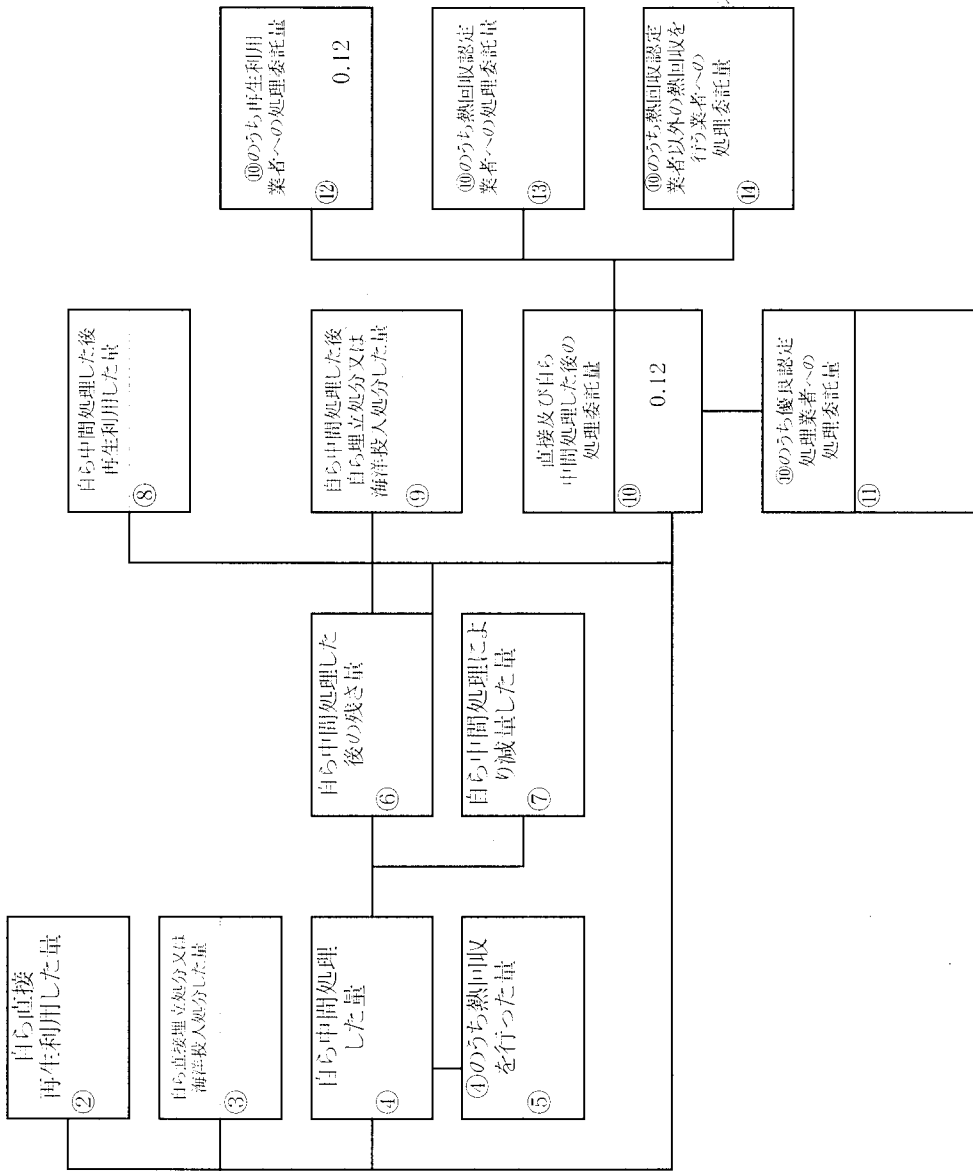 自ら直接
再生利用した量
②
自ら直接埋立処分又は
海洋投入処分した量
③
自ら中間処理
した量
④
④のうち熱回収
を行った量
⑤
自ら中間処理した
後の残さ量
⑥
自ら中間処理によ
り減量した量
⑦
自ら中間処理した後
再生利用した量
⑧
自ら中間処理した後
自ら埋立処分又は
海洋投入処分した量
⑨
直接及び自ら
中間処理した後の
処理委託量
⑩
0.12
⑩のうち優良認定
処理業者への
処理委託量
⑪
⑩のうち再生利用
業者への処理委託量
⑫
0.12
⑩のうち熱回収認定
業者への処理委託量
⑬
⑩のうち熱回収認定
業者以外の熱回収を
行う業者への
処理委託量
⑭